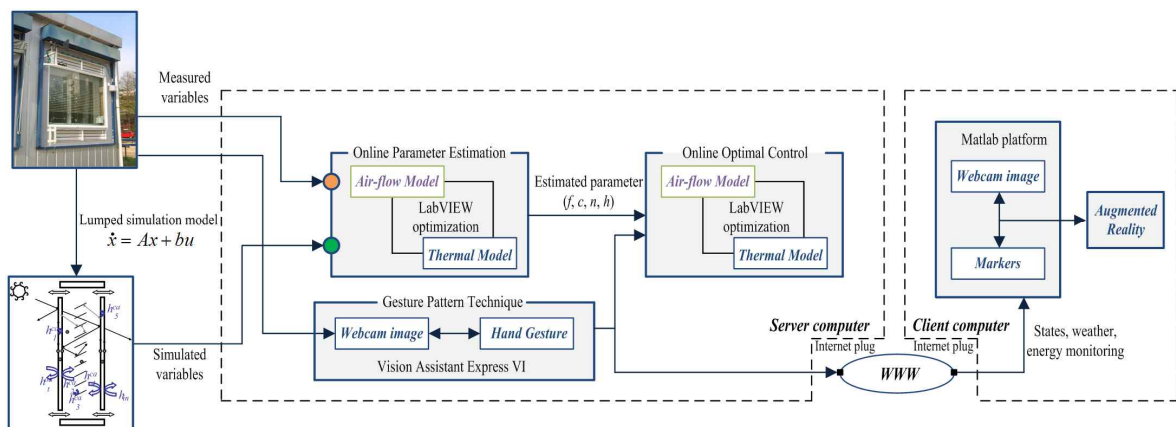 Measured
variables
Lumped simulation model
ẋ = Ax + bu
Simulated
variables
Online Parameter Estimation
Air-flow Model
LabVIEW
optimization
Thermal Model
Estimated parameter
(f, c, n, h)
Online Optimal Control
Air-flow Model
LabVIEW
optimization
Thermal Model
Gesture Pattern Technique
Webcam image
Hand Gesture
Vision Assistant Express VI
Server computer
Internet plug
WWW
Client computer
Internet plug
States, weather,
energy monitoring
Matlab platform
Webcam image
Markers
Augmented
Reality